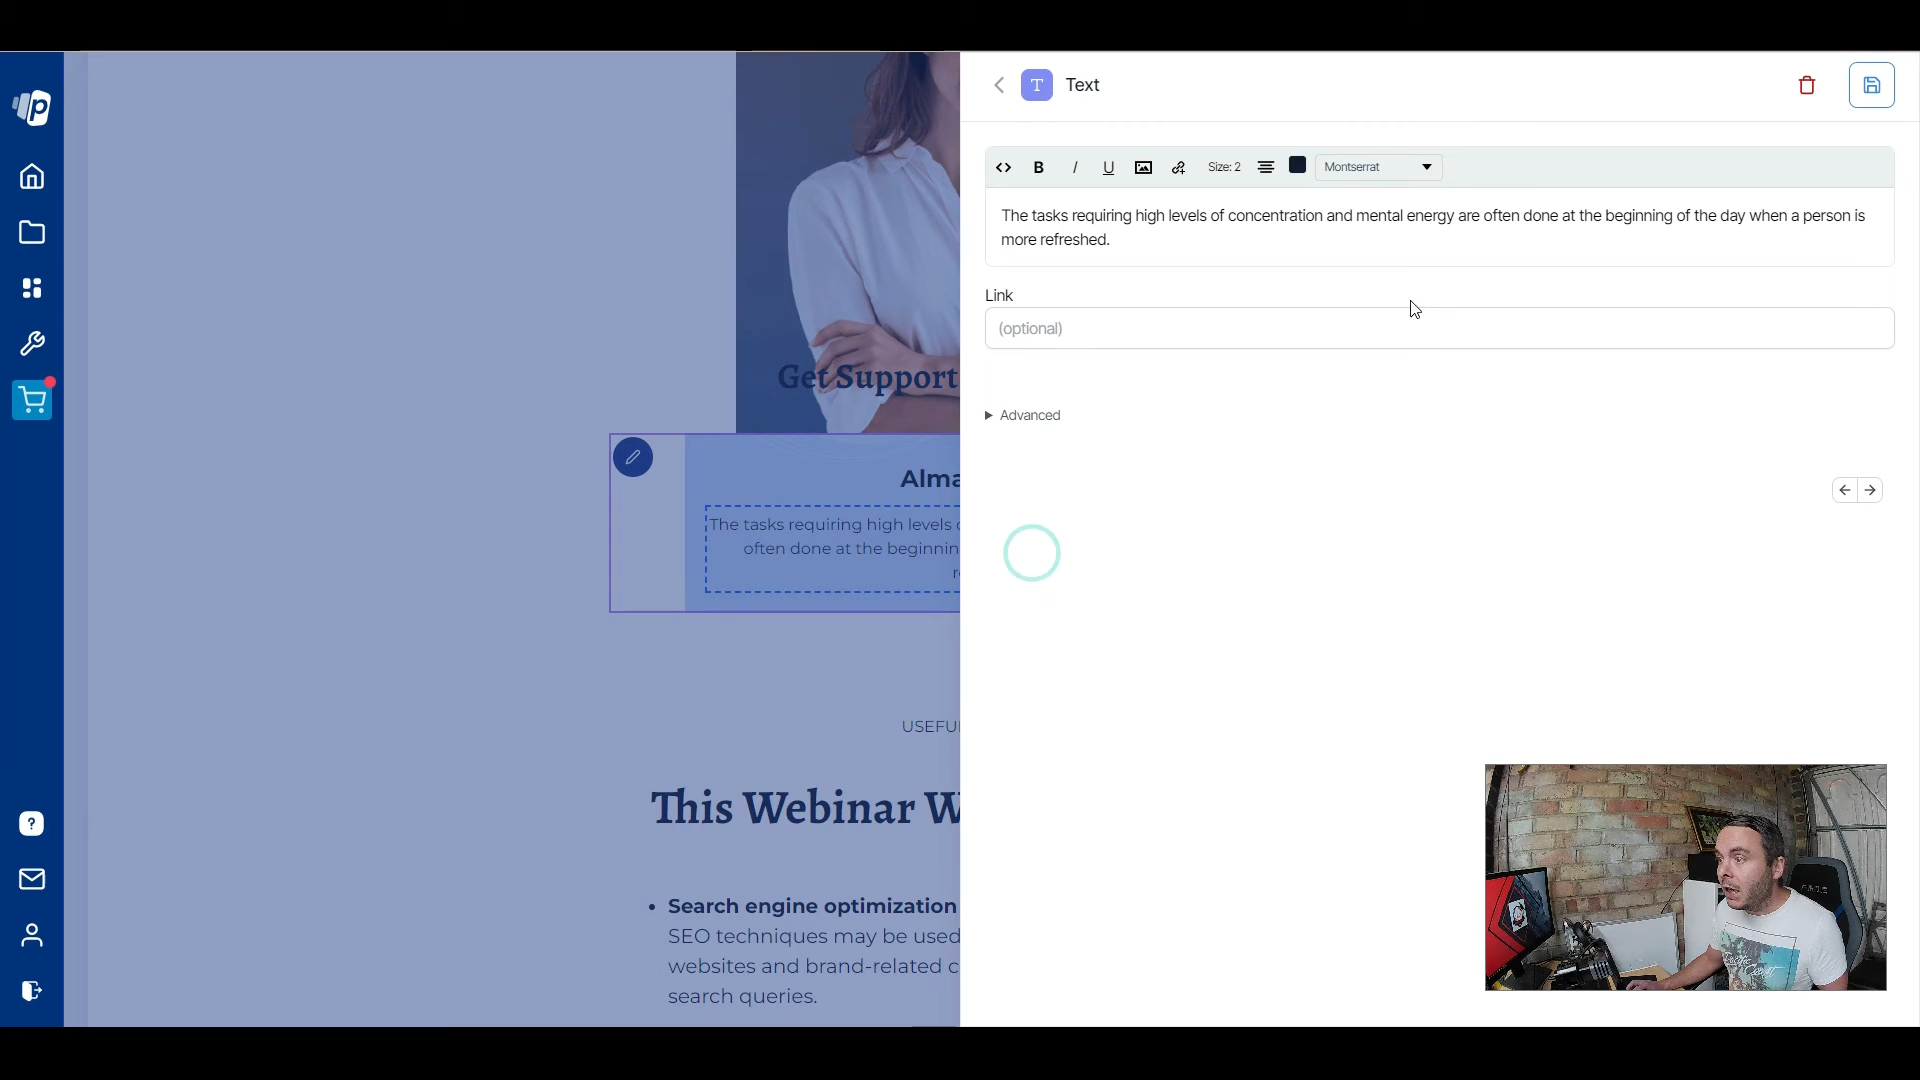 T Text
B I U Size: 2 Montserrat
The tasks requiring high levels of concentration and mental energy are often done at the beginning of the day when a person is
more refreshed.
Link
(optional)
Advanced
Get Support
Alma
The tasks requiring high levels
often done at the beginnin
USEFU
This Webinar W
• Search engine optimization
SEO techniques may be used
websites and brand-related c
search queries.